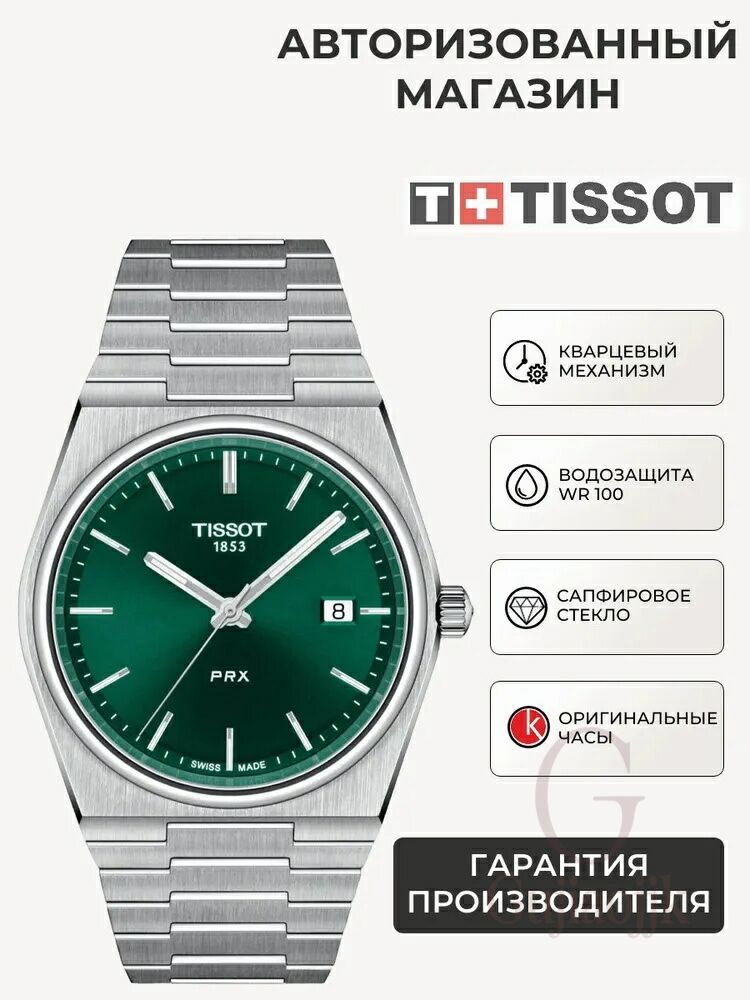 АВТОРИЗОВАННЫЙ
МАГАЗИН
T+TISSOT
КВАРЦЕВЫЙ
МЕХАНИЗМ
ВОДОЗАЩИТА
WR 100
САПФИРОВОЕ
СТЕКЛО
ОРИГИНАЛЬНЫЕ
ЧАСЫ
ГАРАНТИЯ
ПРОИЗВОДИТЕЛЯ
TISSOT
1853
8
PRX
SWISS MADE
k
G